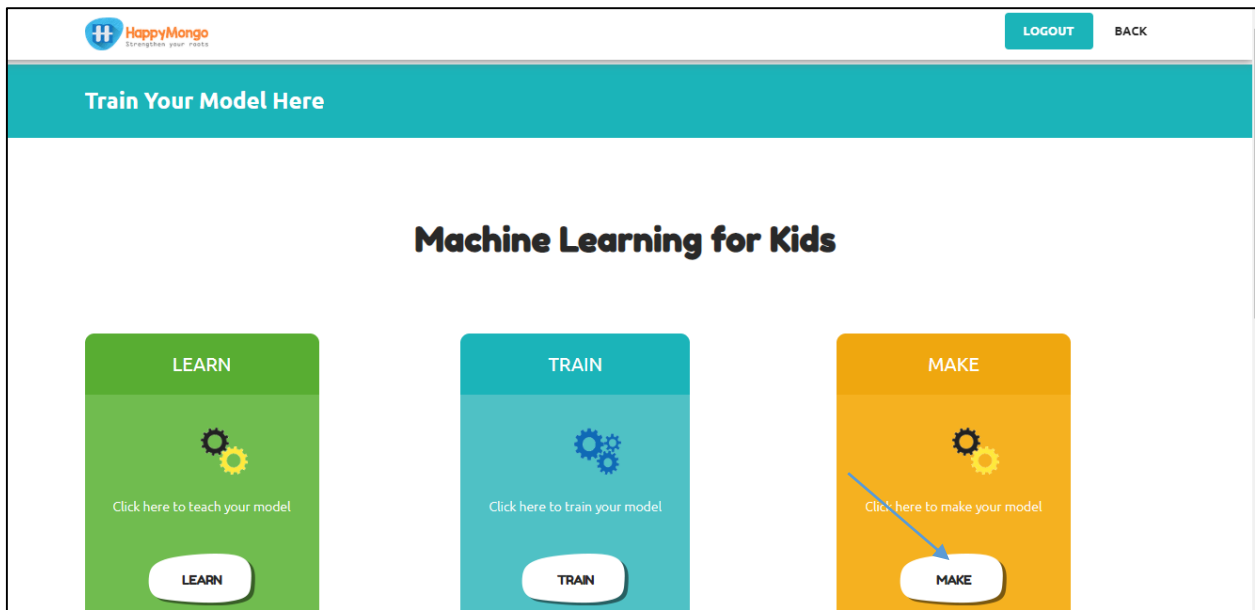 HappyMongo
Strengthen your roots
LOGOUT
BACK
Train Your Model Here
Machine Learning for Kids
LEARN
Click here to teach your model
LEARN
TRAIN
Click here to train your model
TRAIN
MAKE
Click here to make your model
MAKE